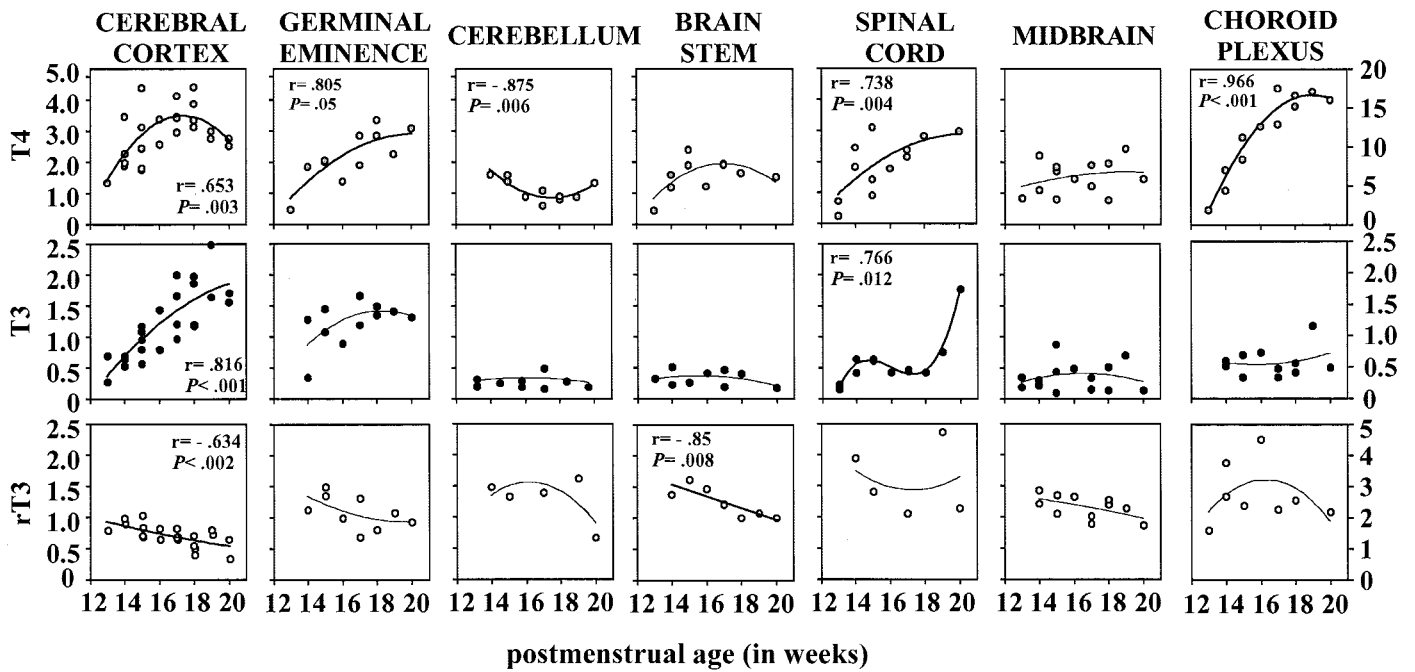 CEREBRAL CORTEX
GERMINAL EMINENCE
CEREBELLUM
BRAIN STEM
SPINAL CORD
MIDBRAIN
CHOROID PLEXUS
T4
5.0
4.0
3.0
2.0
1.0
0
r= .653
P= .003
r= .805
P= .05
r= - .875
P= .006
r= .738
P= .004
r= .966
P< .001
20
15
10
5
0
T3
2.5
2.0
1.5
1.0
0.5
0
r= .816
P< .001
r= .766
P= .012
2.5
2.0
1.5
1.0
0.5
0
rT3
2.5
2.0
1.5
1.0
0.5
0
r= - .634
P< .002
r= - .85
P= .008
5
4
3
2
1
0
12 14 16 18 20
12 14 16 18 20
12 14 16 18 20
12 14 16 18 20
12 14 16 18 20
12 14 16 18 20
12 14 16 18 20
postmenstrual age (in weeks)